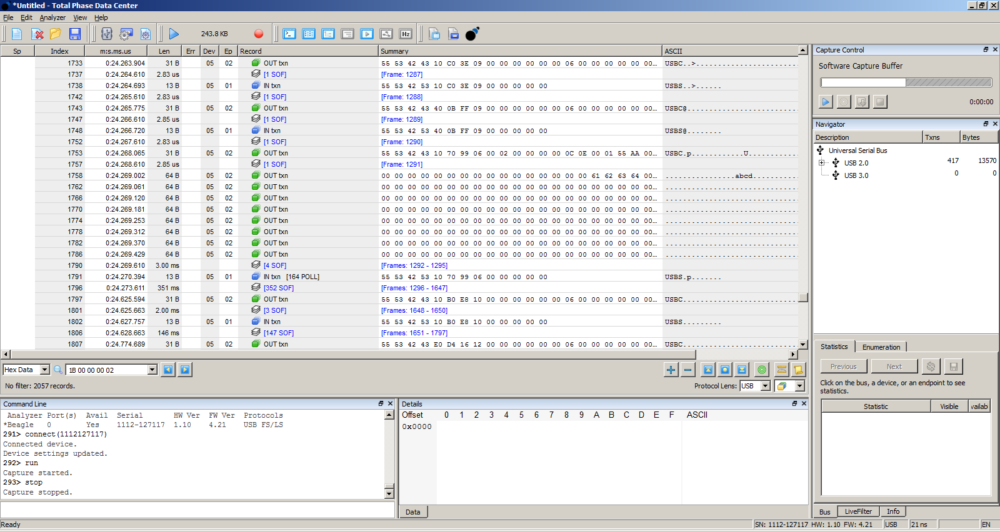 *Untitled - Total Phase Data Center
File Edit Analyzer View Help
243.8 KB
Sp Index m:s.ms.us Len Err Dev Ep Record Summary ASCII
1733 0:24.263.904 31 B 05 02 OUT txn 55 53 42 43 10 C0 3E 09 00 00 00 00 00 00 06 00 00 00 00 00 00... USBC..>..........................
1737 0:24.264.610 2.83 us [1 SOF] [Frame: 1287]
1738 0:24.264.693 13 B 05 01 IN txn 55 53 42 53 10 C0 3E 09 00 00 00 00 00 USBS..>......
1742 0:24.265.610 2.83 us [1 SOF] [Frame: 1288]
1743 0:24.265.775 31 B 05 02 OUT txn 55 53 42 43 40 0B FF 09 00 00 00 00 00 00 06 00 00 00 00 00 00... USBC@..........................
1747 0:24.266.610 2.85 us [1 SOF] [Frame: 1289]
1748 0:24.266.720 13 B 05 01 IN txn 55 53 42 53 40 0B FF 09 00 00 00 00 00 USBS@........
1752 0:24.267.610 2.83 us [1 SOF] [Frame: 1290]
1753 0:24.268.065 31 B 05 02 OUT txn 55 53 42 43 10 70 99 06 00 02 00 00 00 00 0C 0E 00 01 55 AA 00... USBC.p............U..........
1757 0:24.268.610 2.85 us [1 SOF] [Frame: 1291]
1758 0:24.269.002 64 B 05 02 OUT txn 00 00 00 00 00 00 00 00 00 00 00 00 00 00 00 00 61 62 63 64 00... ................abcd...........
1762 0:24.269.061 64 B 05 02 OUT txn 00 00 00 00 00 00 00 00 00 00 00 00 00 00 00 00 00 00 00 00 00... ...............................
1766 0:24.269.120 64 B 05 02 OUT txn 00 00 00 00 00 00 00 00 00 00 00 00 00 00 00 00 00 00 00 00 00... ...............................
1770 0:24.269.181 64 B 05 02 OUT txn 00 00 00 00 00 00 00 00 00 00 00 00 00 00 00 00 00 00 00 00 00... ...............................
1774 0:24.269.253 64 B 05 02 OUT txn 00 00 00 00 00 00 00 00 00 00 00 00 00 00 00 00 00 00 00 00 00... ...............................
1778 0:24.269.312 64 B 05 02 OUT txn 00 00 00 00 00 00 00 00 00 00 00 00 00 00 00 00 00 00 00 00 00... ...............................
1782 0:24.269.370 64 B 05 02 OUT txn 00 00 00 00 00 00 00 00 00 00 00 00 00 00 00 00 00 00 00 00 00... ...............................
1786 0:24.269.429 64 B 05 02 OUT txn 00 00 00 00 00 00 00 00 00 00 00 00 00 00 00 00 00 00 00 00 00... ...............................
1790 0:24.269.610 3.00 ms [4 SOF] [Frames: 1292 - 1295]
1791 0:24.270.394 13 B 05 01 IN txn [164 POLL] 55 53 42 53 10 70 99 06 00 00 00 00 00 USBS.p.......
1796 0:24.273.611 351 ms [352 SOF] [Frames: 1296 - 1647]
1797 0:24.625.594 31 B 05 02 OUT txn 55 53 42 43 10 B0 E8 10 00 00 00 00 00 00 06 00 00 00 00 00 00... USBC...........................
1801 0:24.625.663 2.00 ms [3 SOF] [Frames: 1648 - 1650]
1802 0:24.627.757 13 B 05 01 IN txn 55 53 42 53 10 B0 E8 10 00 00 00 00 00 USBS.........
1806 0:24.628.663 146 ms [147 SOF] [Frames: 1651 - 1797]
1807 0:24.774.689 31 B 05 02 OUT txn 55 53 42 43 E0 D4 16 12 00 00 00 00 00 00 06 00 00 00 00 00 00... USBC...........................
Hex Data 1B 00 00 00 02
No filter: 2057 records.
Protocol Lens: USB
Command Line
Analyzer Port(s) Avail Serial HW Ver FW Ver Protocols
*Beagle 0 Yes 1112-127117 1.10 4.21 USB FS/LS
291> connect(1112127117)
Connected device.
Device settings updated.
292> run
Capture started.
293> stop
Capture stopped.
Details
Offset 0 1 2 3 4 5 6 7 8 9 A B C D E F ASCII
0x0000
Data
Capture Control
Software Capture Buffer
0:00:00
Navigator
Description Txns Bytes
Universal Serial Bus
USB 2.0 417 13570
USB 3.0 0 0
Statistics Enumeration
Previous Next
Click on the bus, a device, or an endpoint to see
statistics.
Statistic Visible vailabl
Bus LiveFilter Info
Ready
SN: 1112-127117 HW: 1.10 FW: 4.21 USB 21 ns EN